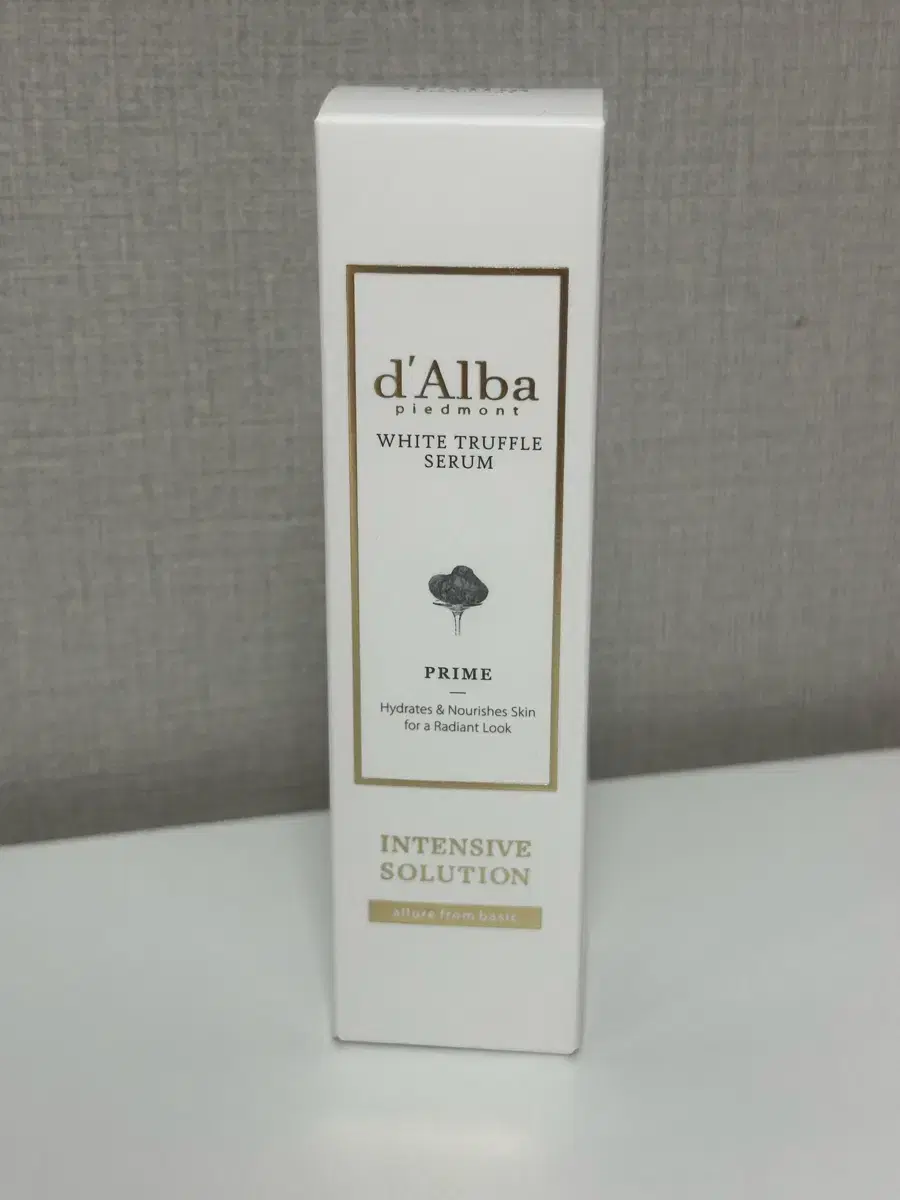 d'Alba
piedmont
WHITE TRUFFLE
SERUM
PRIME
Hydrates & Nourishes Skin
for a Radiant Look
INTENSIVE
SOLUTION
allure from basic